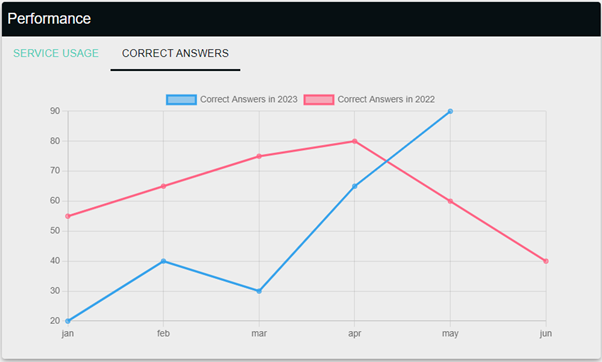 Performance
SERVICE USAGE CORRECT ANSWERS
Correct Answers in 2023 Correct Answers in 2022
90
80
70
60
50
40
30
20
jan feb mar apr may jun